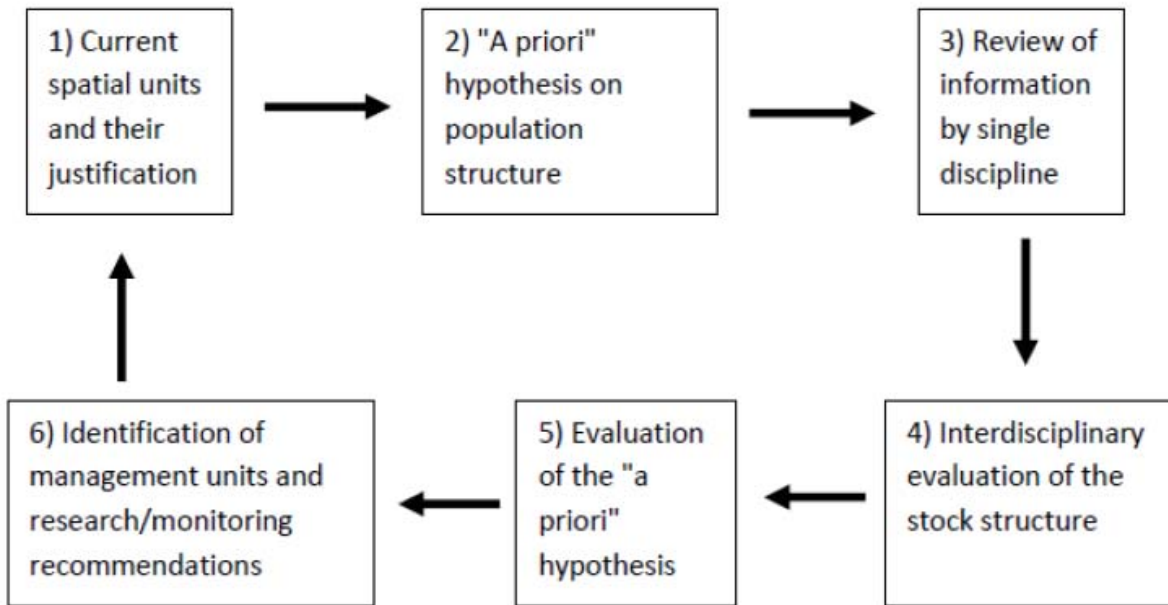 1) Current
spatial units
and their
justification
2) "A priori"
hypothesis on
population
structure
3) Review of
information
by single
discipline
4) Interdisciplinary
evaluation of the
stock structure
5) Evaluation
of the "a
priori"
hypothesis
6) Identification of
management units and
research/monitoring
recommendations